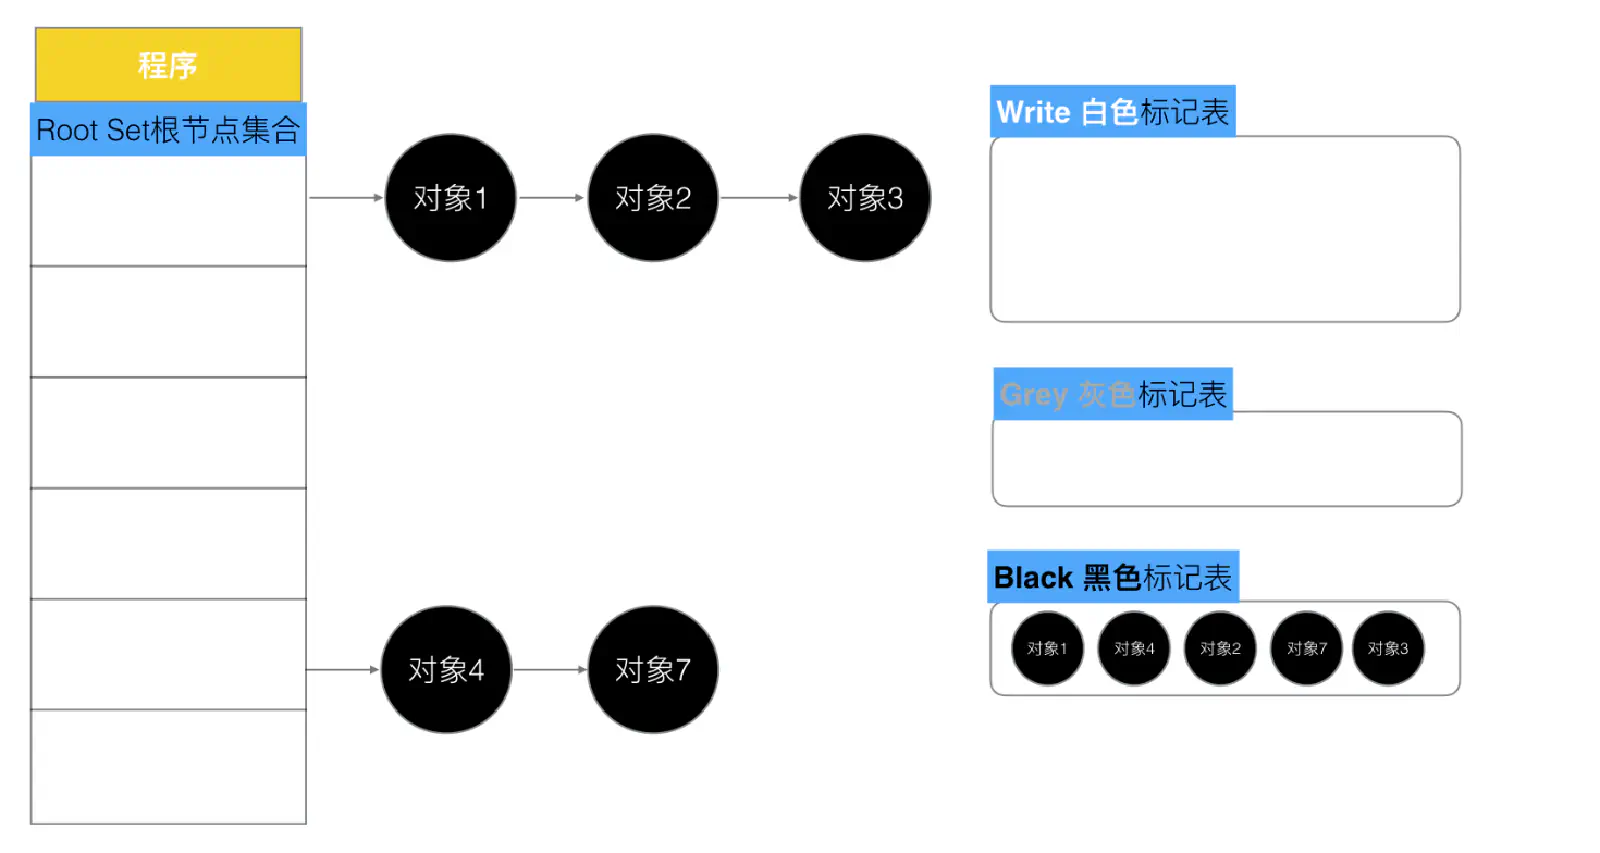 程序
Root Set根节点集合
对象1
对象2
对象3
对象4
对象7
Write 白色标记表
Grey 灰色标记表
Black 黑色标记表
对象1
对象4
对象2
对象7
对象3